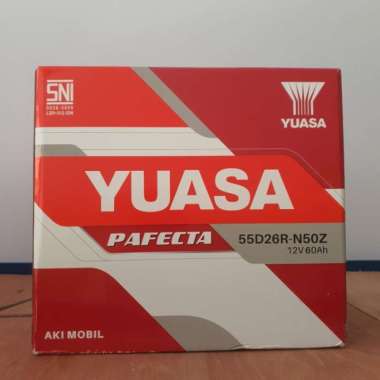 SNI
YUASA
YUASA
PAFECTA
55D26R-N50Z
12V 60Ah
AKI MOBIL